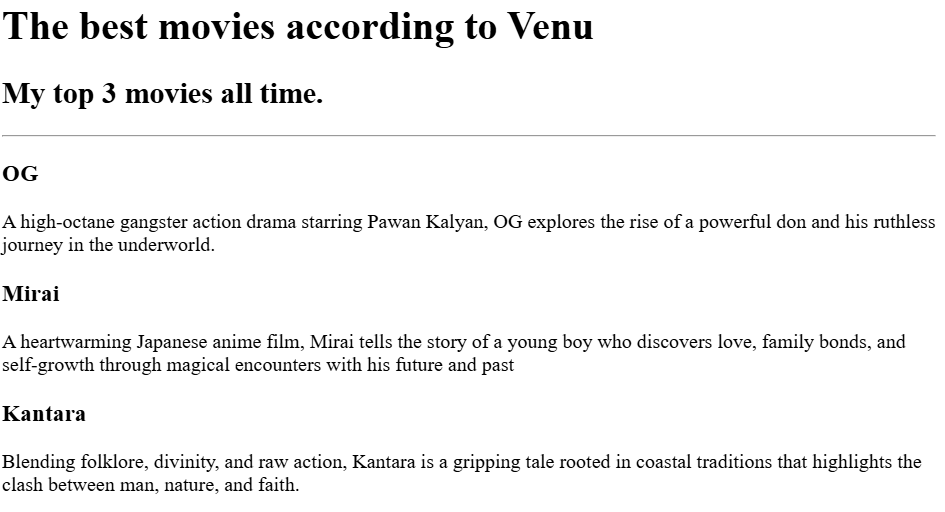 The best movies according to Venu
My top 3 movies all time.
OG
A high-octane gangster action drama starring Pawan Kalyan, OG explores the rise of a powerful don and his ruthless
journey in the underworld.
Mirai
A heartwarming Japanese anime film, Mirai tells the story of a young boy who discovers love, family bonds, and
self-growth through magical encounters with his future and past
Kantara
Blending folklore, divinity, and raw action, Kantara is a gripping tale rooted in coastal traditions that highlights the
clash between man, nature, and faith.